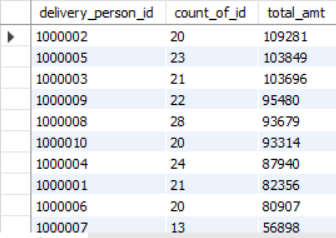 delivery_person_id count_of_id total_amt
1000002 20 109281
1000005 23 103849
1000003 21 103696
1000009 22 95480
1000008 28 93679
1000010 20 93314
1000004 24 87940
1000001 21 82356
1000006 20 80907
1000007 13 56898